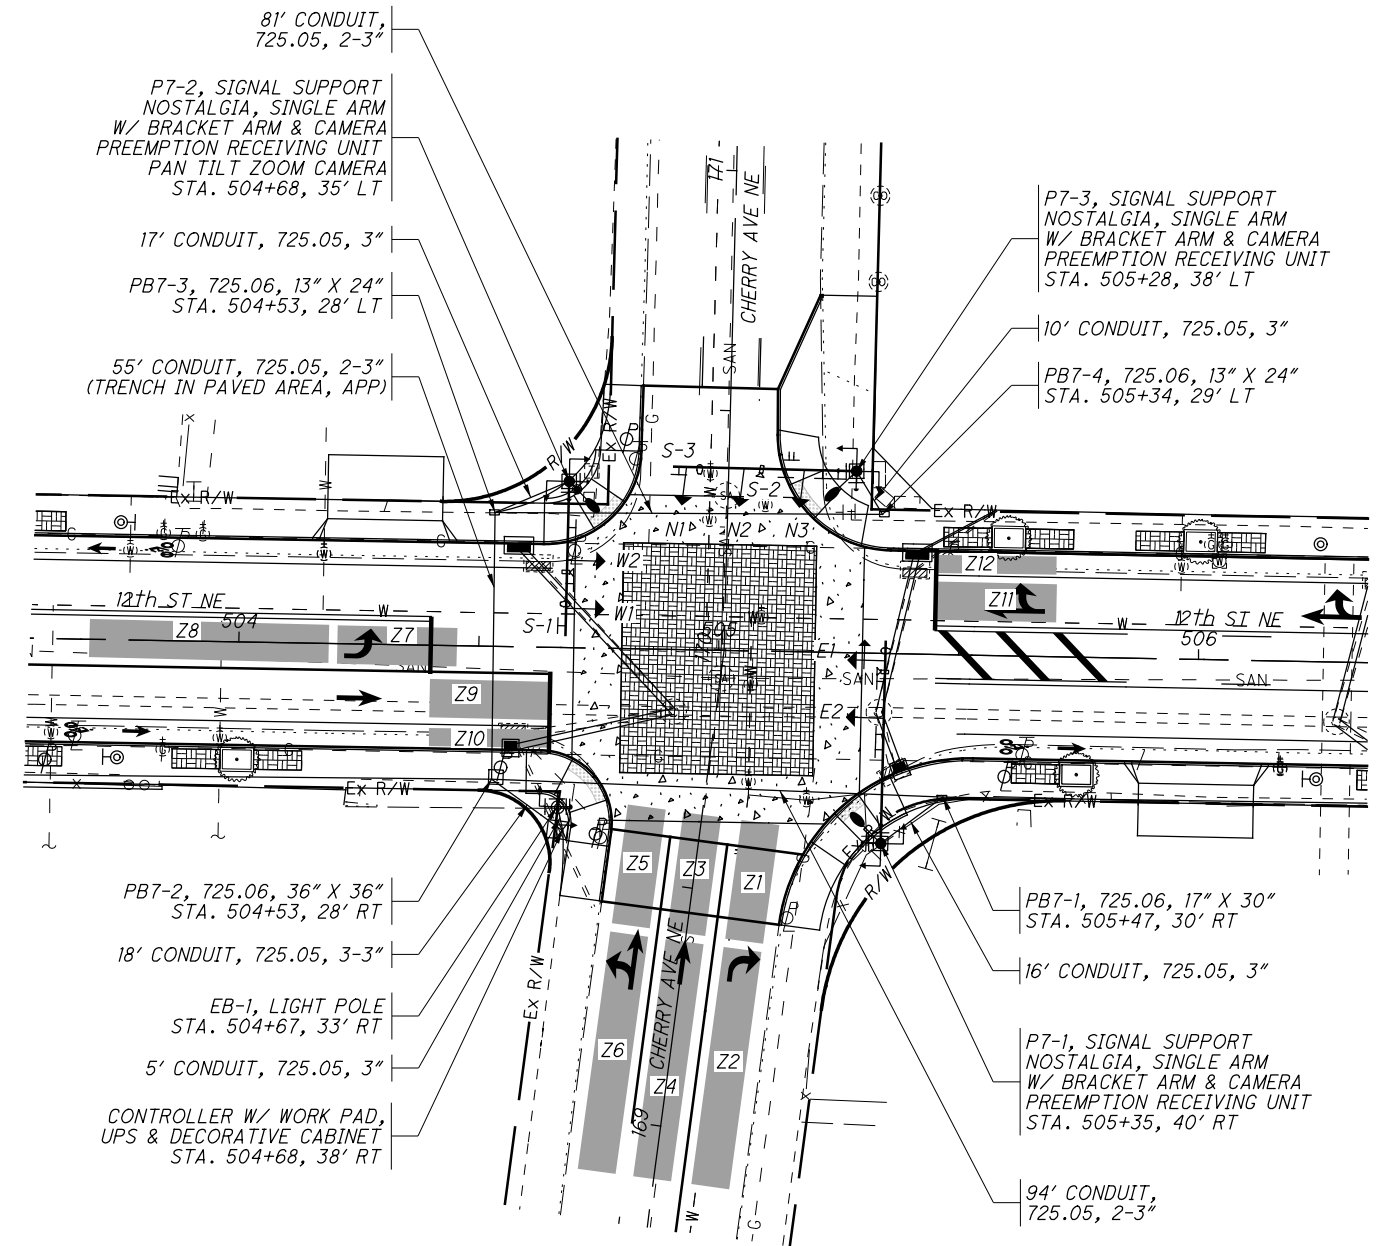 81' CONDUIT,
725.05, 2-3"
P7-2, SIGNAL SUPPORT
NOSTALGIA, SINGLE ARM
W/ BRACKET ARM & CAMERA
PREEMPTION RECEIVING UNIT
PAN TILT ZOOM CAMERA
STA. 504+68, 35' LT
17' CONDUIT, 725.05, 3"
PB7-3, 725.06, 13" X 24"
STA. 504+53, 28' LT
55' CONDUIT, 725.05, 2-3"
(TRENCH IN PAVED AREA, APP)
P7-3, SIGNAL SUPPORT
NOSTALGIA, SINGLE ARM
W/ BRACKET ARM & CAMERA
PREEMPTION RECEIVING UNIT
STA. 505+28, 38' LT
10' CONDUIT, 725.05, 3"
PB7-4, 725.06, 13" X 24"
STA. 505+34, 29' LT
171
CHERRY AVE NE
SAN
G
R/W
Ex R/W
S-3
S-2
Ex R/W
Ex R/W
N1
N2
N3
W2
W1
S-1
E1
E2
Z12
Z11
12th ST NE
504
W
Z8
Z7
SAN
Z9
Z10
505
170
SAN
W
12th ST NE
506
SAN
Ex R/W
Ex R/W
R/W
Z5
Z3
Z1
Ex R/W
CHERRY AVE NE
Z6
Z4
Z2
169
W
G
PB7-2, 725.06, 36" X 36"
STA. 504+53, 28' RT
18' CONDUIT, 725.05, 3-3"
EB-1, LIGHT POLE
STA. 504+67, 33' RT
5' CONDUIT, 725.05, 3"
CONTROLLER W/ WORK PAD,
UPS & DECORATIVE CABINET
STA. 504+68, 38' RT
PB7-1, 725.06, 17" X 30"
STA. 505+47, 30' RT
16' CONDUIT, 725.05, 3"
P7-1, SIGNAL SUPPORT
NOSTALGIA, SINGLE ARM
W/ BRACKET ARM & CAMERA
PREEMPTION RECEIVING UNIT
STA. 505+35, 40' RT
94' CONDUIT,
725.05, 2-3"